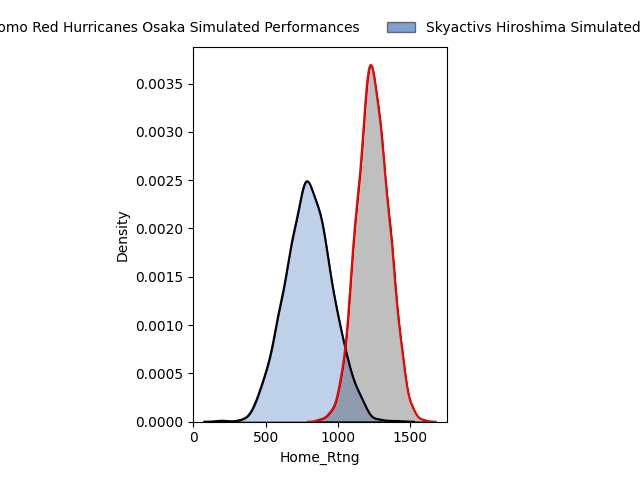 omo Red Hurricanes Osaka Simulated Performances Skyactivs Hiroshima Simulated
0.0035
0.0030
0.0025
0.0020
0.0015
0.0010
0.0005
0.0000
Density
0 500 1000 1500
Home_Rtng